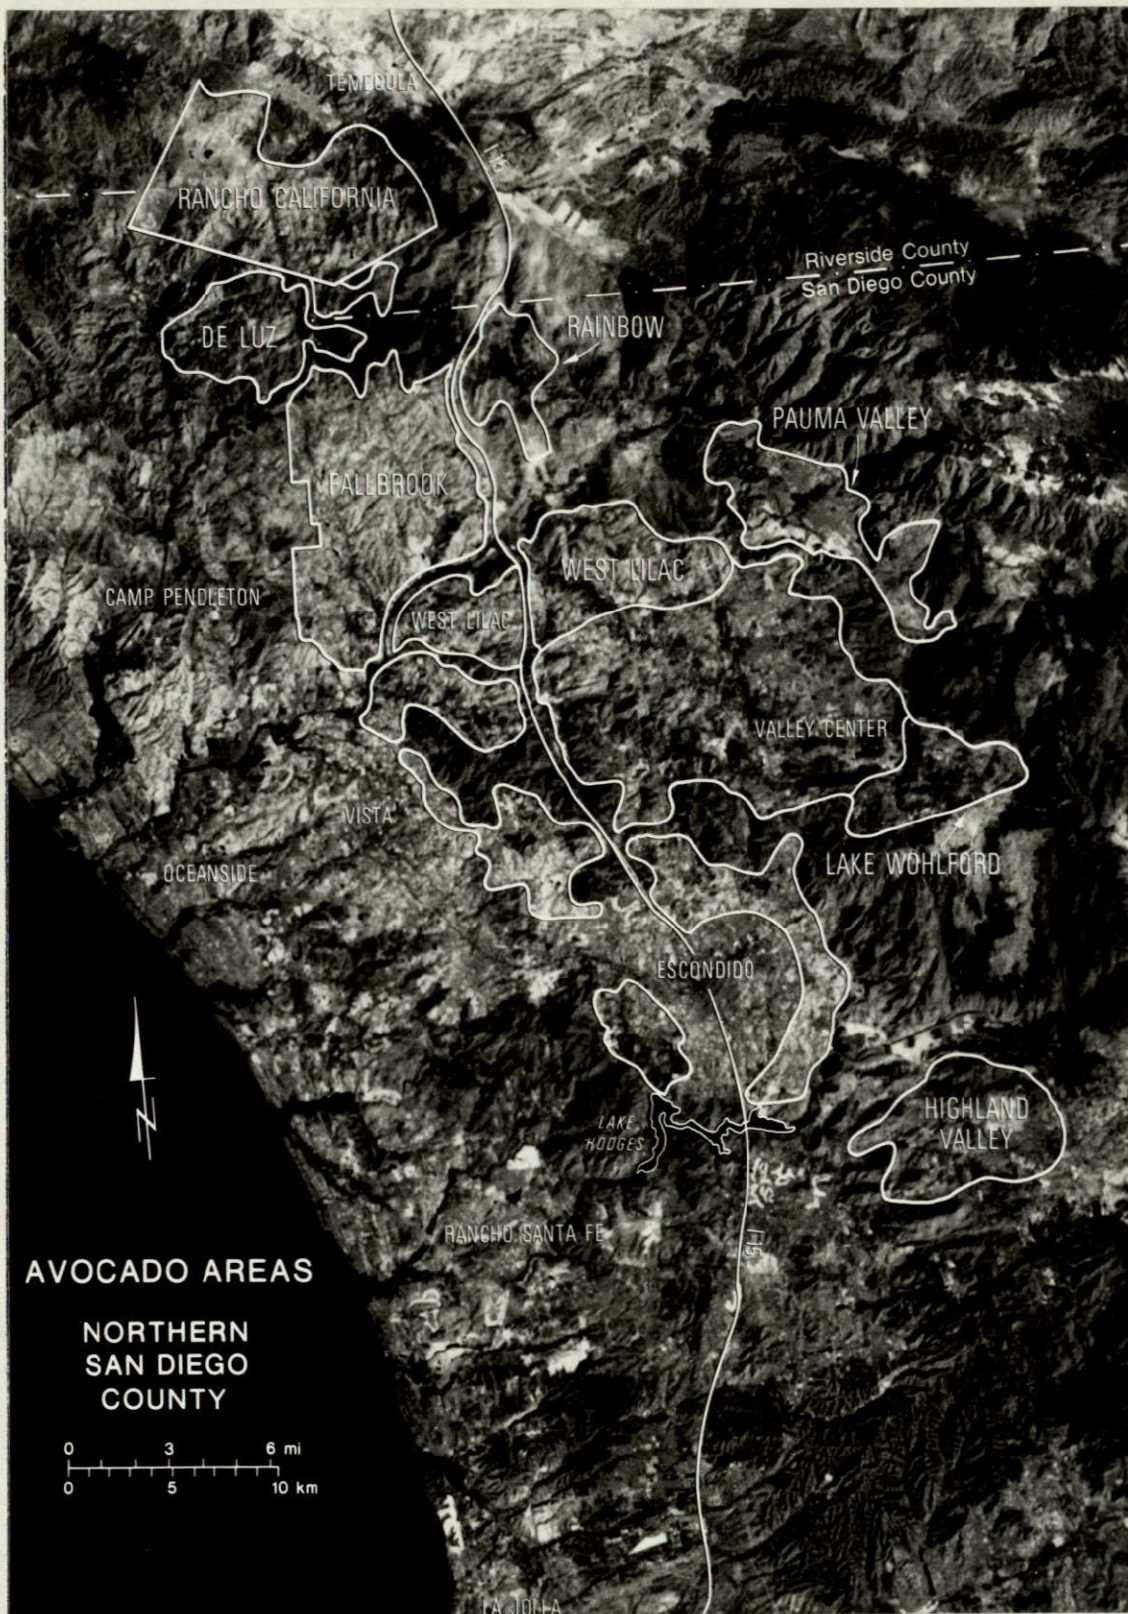 TEMECULA
I-15
RANCHO CALIFORNIA
Riverside County
San Diego County
DE LUZ
RAINBOW
PAUMA VALLEY
FALLBROOK
WEST LILAC
CAMP PENDLETON
WEST LILAC
VALLEY CENTER
VISTA
OCEANSIDE
LAKE WOHLFORD
ESCONDIDO
HIGHLAND
VALLEY
LAKE
HODGES
RANCHO SANTA FE
I-15
AVOCADO AREAS
NORTHERN
SAN DIEGO
COUNTY
0 3 6 mi
0 5 10 km
LA JOLLA